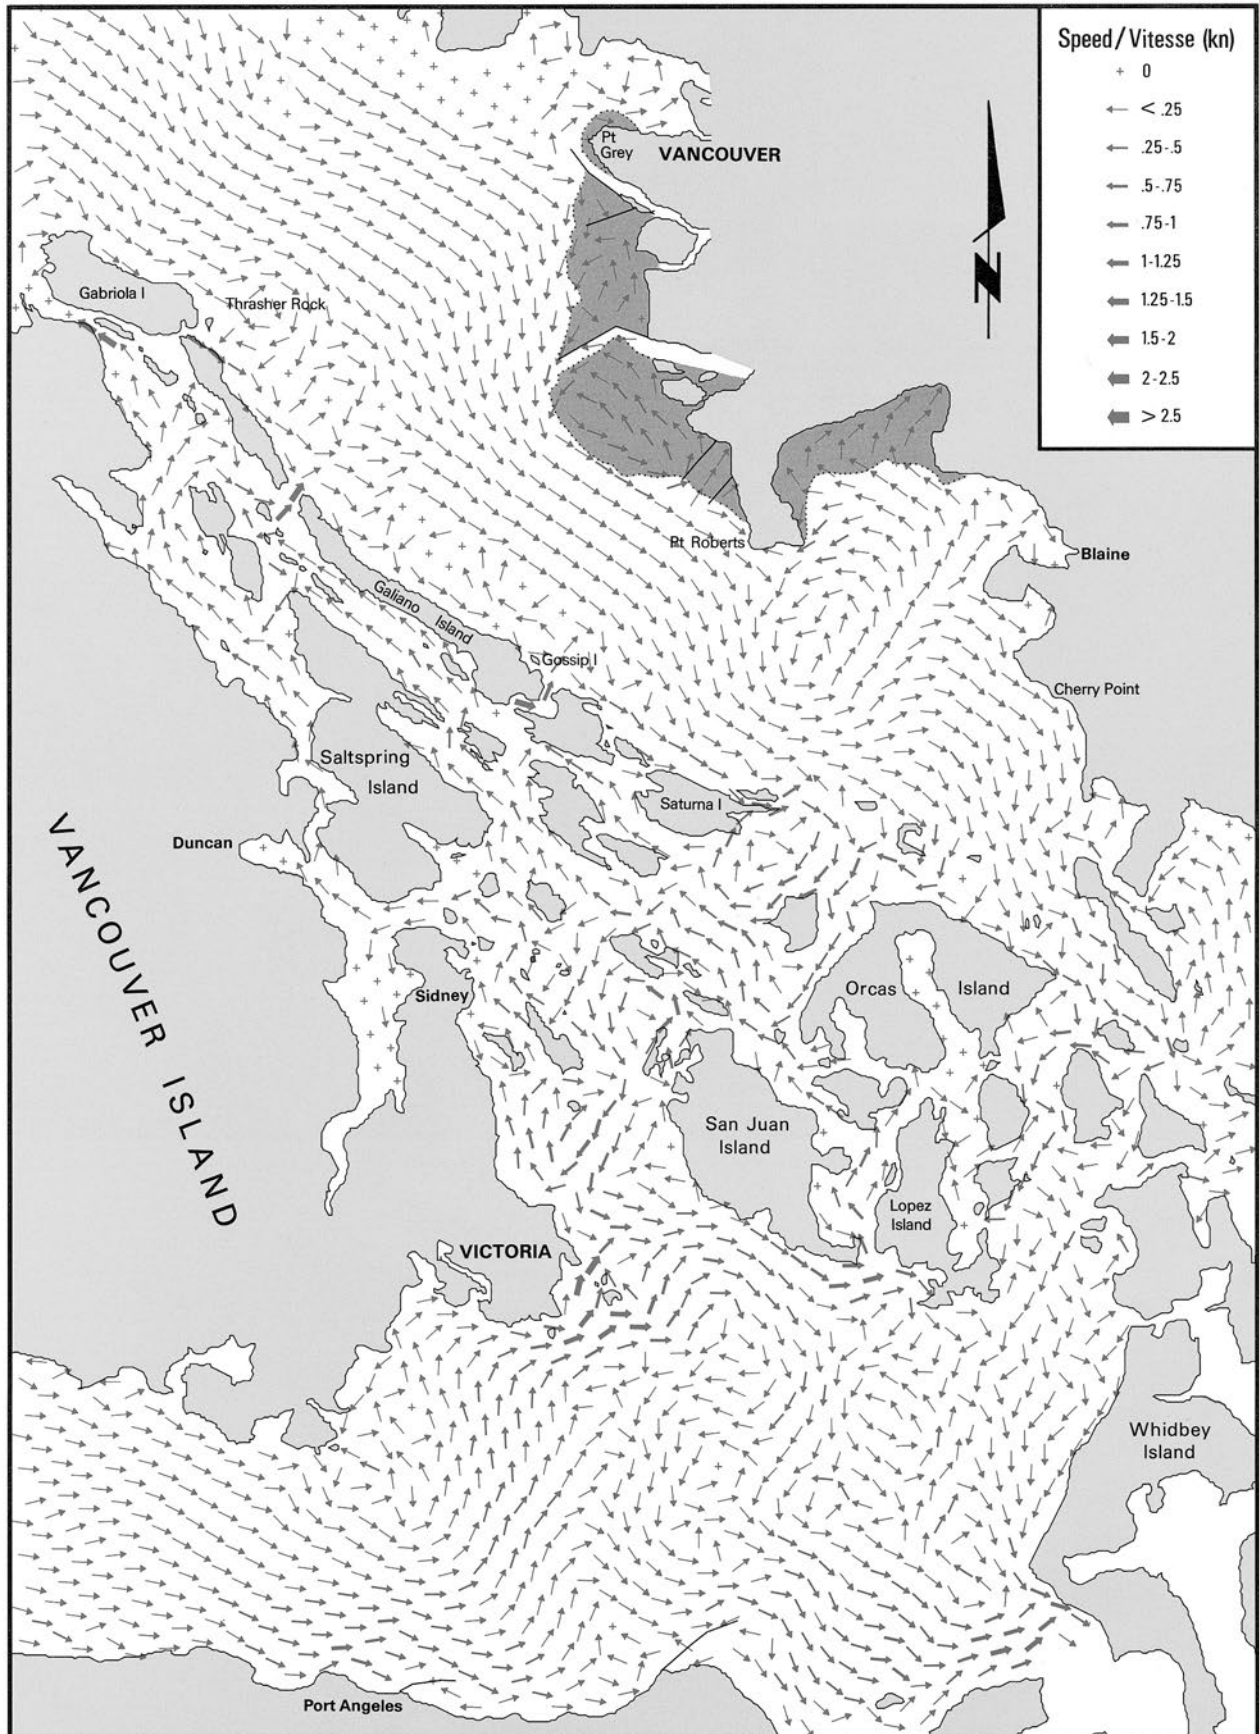 Speed/Vitesse (kn)
+ 0
< .25
.25-.5
.5-.75
.75-1
1-1.25
1.25-1.5
1.5-2
2-2.5
> 2.5
Pt
Grey
VANCOUVER
N
Gabriola I
Thrasher Rock
Pt Roberts
Blaine
Galiano
Island
Gossip I
Cherry Point
Saltspring
Island
Saturna I
Duncan
VANCOUVER ISLAND
Sidney
Orcas Island
San Juan
Island
Lopez
Island
VICTORIA
Whidbey
Island
Port Angeles